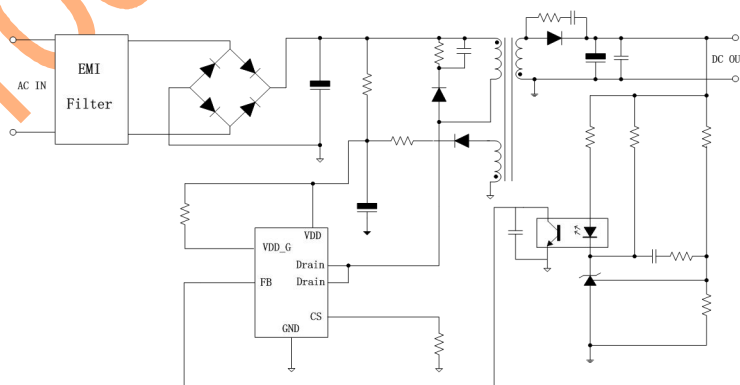 EMI
Filter
AC IN
DC OU
VDD
VDD_G
Drain
FB
Drain
CS
GND